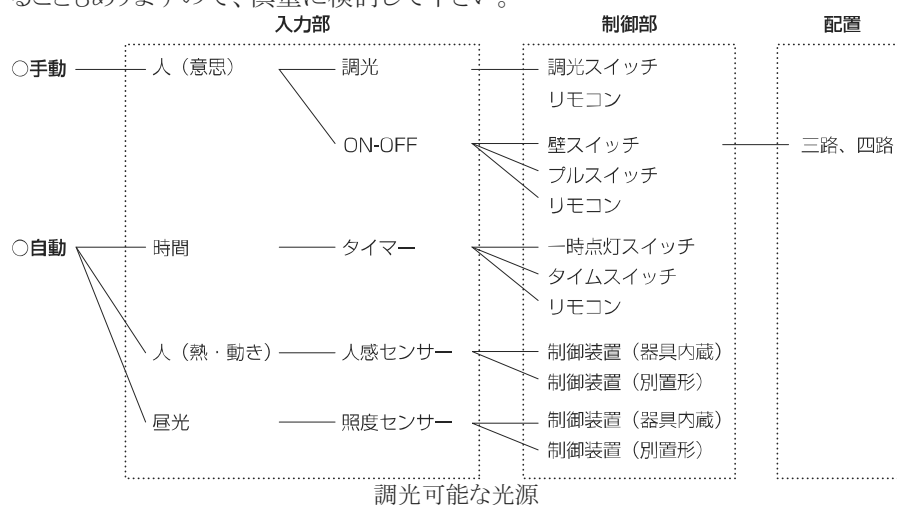 ることもありますので、慎重に検討して下さい。
入力部 制御部 配置
○手動 人（意思） 調光 調光スイッチ
リモコン
ON-OFF 壁スイッチ 三路、四路
プルスイッチ
リモコン
○自動 時間 タイマー 一時点灯スイッチ
タイムスイッチ
リモコン
人（熱・動き） 人感センサー 制御装置（器具内蔵）
制御装置（別置形）
昼光 照度センサー 制御装置（器具内蔵）
制御装置（別置形）
調光可能な光源